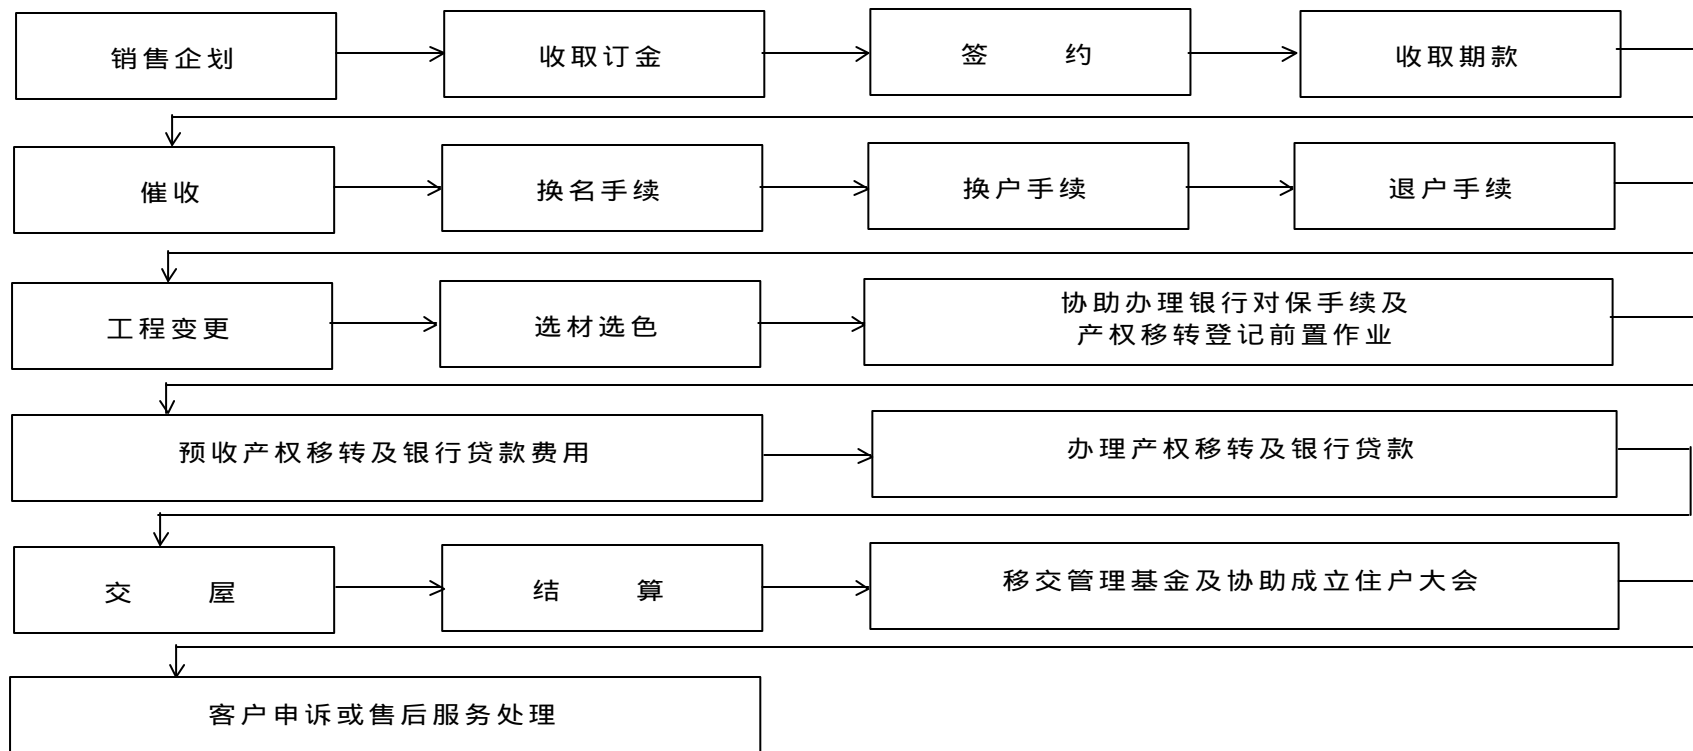 销售企划
收取订金
签 约
收取期款
催收
换名手续
换户手续
退户手续
工程变更
选材选色
协助办理银行对保手续及
产权移转登记前置作业
预收产权移转及银行贷款费用
办理产权移转及银行贷款
交 屋
结 算
移交管理基金及协助成立住户大会
客户申诉或售后服务处理